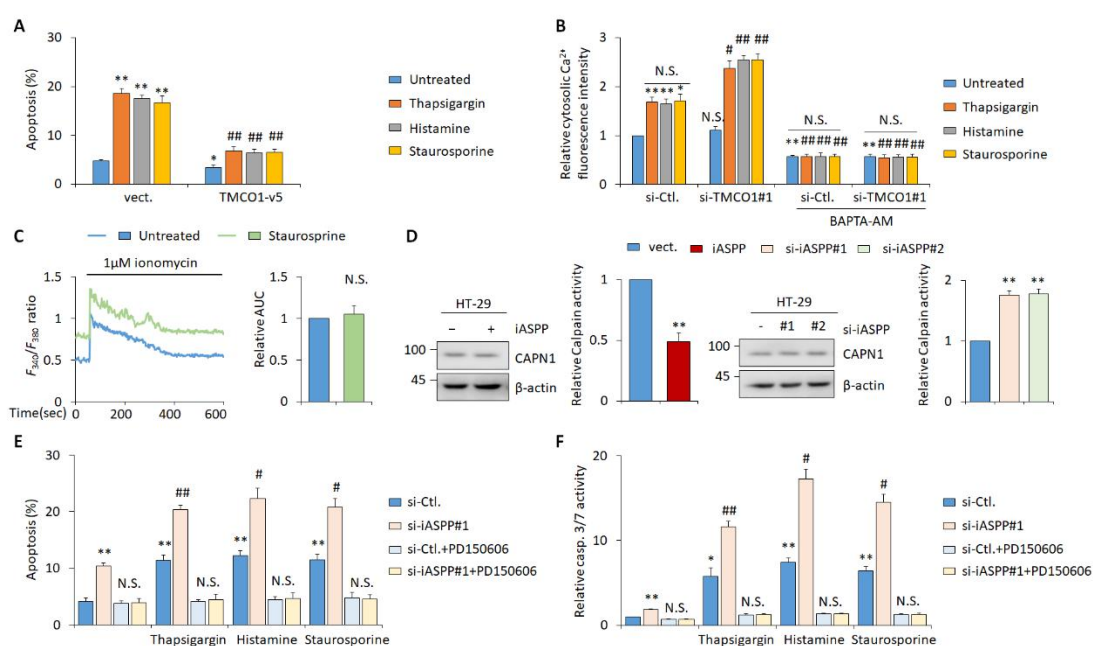 A
Apoptosis (%)
30
20
10
0
** ** **
* ## ## ##
vect. TMCO1-v5
Untreated
Thapsigargin
Histamine
Staurosporine
B
Relative cytosolic Ca²⁺
fluorescence intensity
3
2
1
0
N.S.
**** *
N.S.
# ## ##
N.S. N.S.
** ## ## ## ** ## ## ##
si-Ctl. si-TMCO1#1 si-Ctl. si-TMCO1#1
BAPTA-AM
Untreated
Thapsigargin
Histamine
Staurosporine
C
Untreated Staurosprine
1μM ionomycin
F340/F380 ratio
1.5
1
0.5
0
Time(sec) 0 200 400 600
Relative AUC
1.5
1
0.5
0
N.S.
D
HT-29
– + iASPP
100
CAPN1
45
β-actin
vect. iASPP si-iASPP#1 si-iASPP#2
Relative Calpain activity
1
0.5
0
**
HT-29
- #1 #2 si-iASPP
100
CAPN1
45
β-actin
Relative Calpain activity
2
1
0
** **
E
Apoptosis (%)
30
20
10
0
** N.S.
** ## N.S.
** # N.S.
** # N.S.
Thapsigargin Histamine Staurosporine
si-Ctl.
si-iASPP#1
si-Ctl.+PD150606
si-iASPP#1+PD150606
F
Relative casp. 3/7 activity
20
10
0
** N.S.
* ## N.S.
** # N.S.
** # N.S.
Thapsigargin Histamine Staurosporine
si-Ctl.
si-iASPP#1
si-Ctl.+PD150606
si-iASPP#1+PD150606